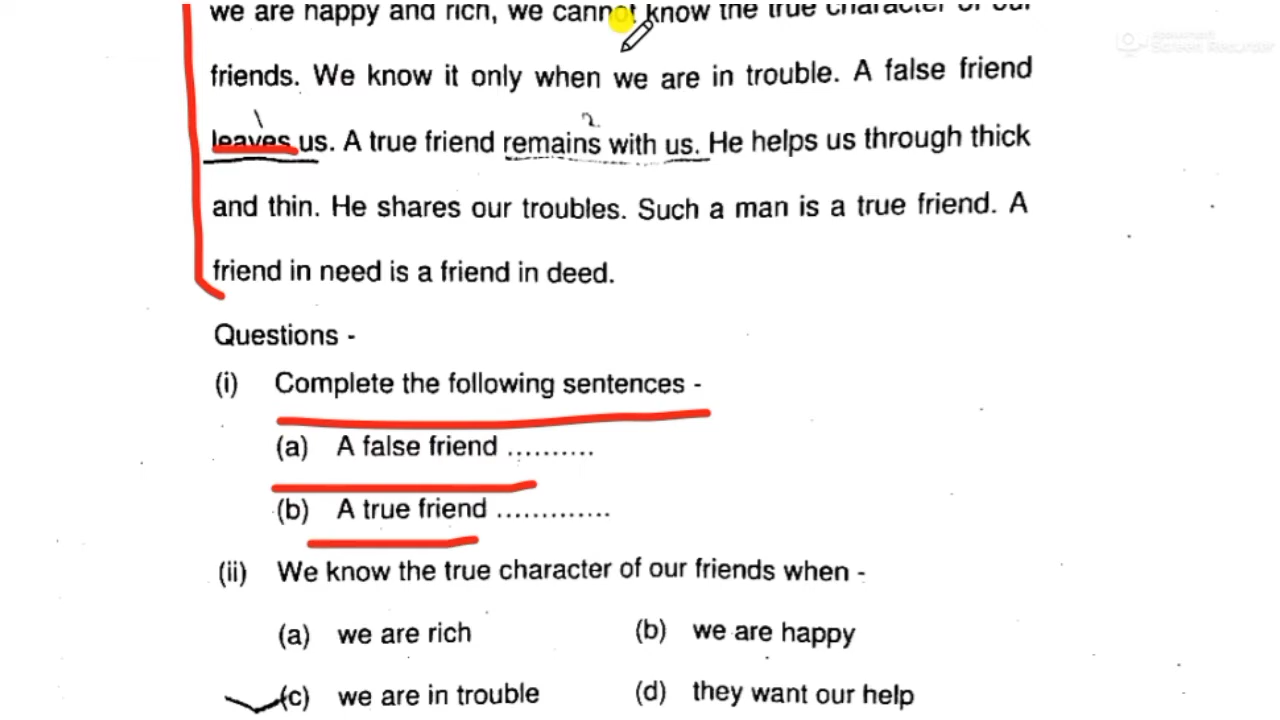 we are happy and rich, we cannot know the true character of our
friends. We know it only when we are in trouble. A false friend
1
2.
leaves us. A true friend remains with us. He helps us through thick
and thin. He shares our troubles. Such a man is a true friend. A
friend in need is a friend in deed.
Questions -
(i) Complete the following sentences -
(a) A false friend ..........
(b) A true friend .............
(ii) We know the true character of our friends when -
(a) we are rich (b) we are happy
(c) we are in trouble (d) they want our help
Screen Recorder